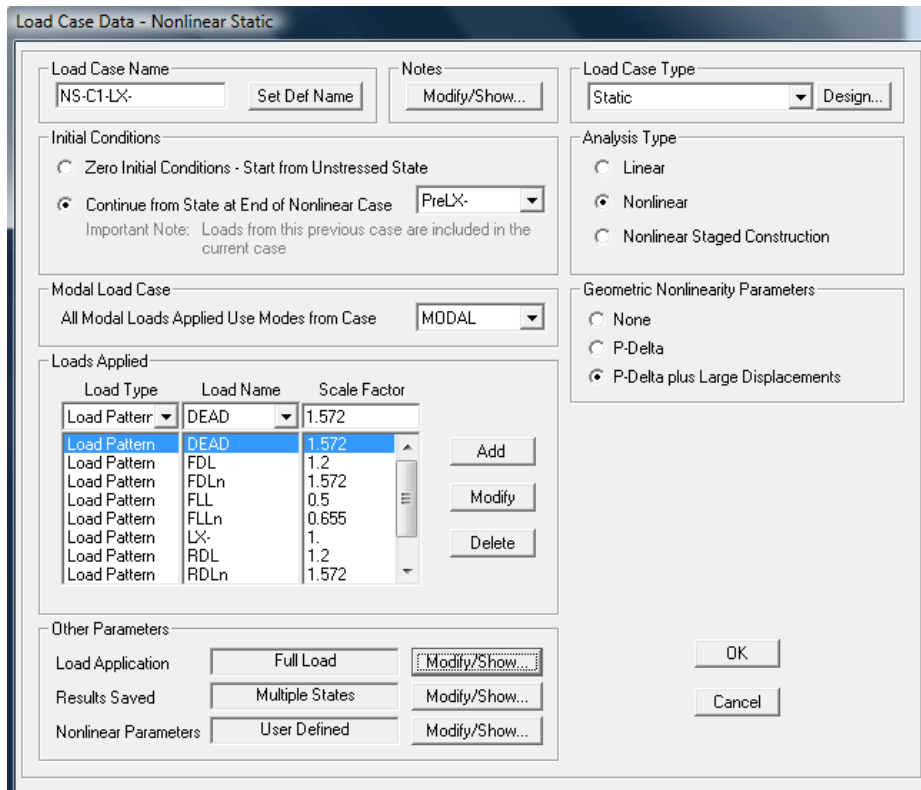 Load Case Data - Nonlinear Static
Load Case Name
NS-C1-LX-
Set Def Name
Notes
Modify/Show...
Load Case Type
Static
Design...
Initial Conditions
Zero Initial Conditions - Start from Unstressed State
Continue from State at End of Nonlinear Case
PreLX-
Important Note: Loads from this previous case are included in the
current case
Analysis Type
Linear
Nonlinear
Nonlinear Staged Construction
Modal Load Case
All Modal Loads Applied Use Modes from Case
MODAL
Geometric Nonlinearity Parameters
None
P-Delta
P-Delta plus Large Displacements
Loads Applied
Load Type Load Name Scale Factor
Load Patterr DEAD 1.572
Load Pattern DEAD 1.572
Load Pattern FDL 1.2
Load Pattern FDLn 1.572
Load Pattern FLL 0.5
Load Pattern FLLn 0.655
Load Pattern LX- 1.
Load Pattern RDL 1.2
Load Pattern RDLn 1.572
Add
Modify
Delete
Other Parameters
Load Application Full Load Modify/Show...
Results Saved Multiple States Modify/Show...
Nonlinear Parameters User Defined Modify/Show...
OK
Cancel